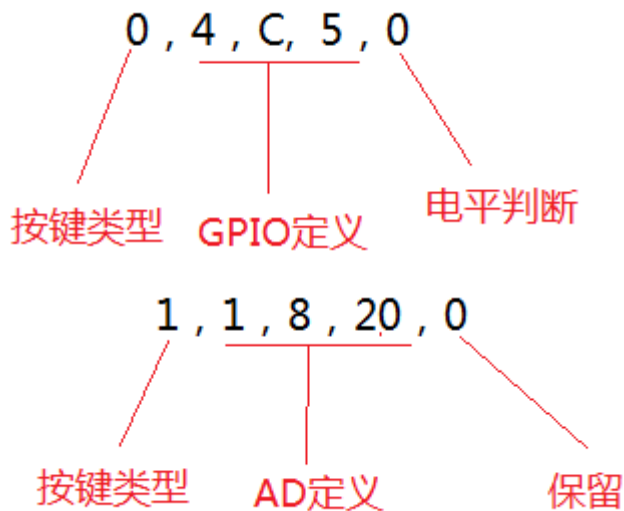 0 , 4 , C, 5 , 0
按键类型 GPIO定义 电平判断
1 , 1 , 8 , 20 , 0
按键类型 AD定义 保留